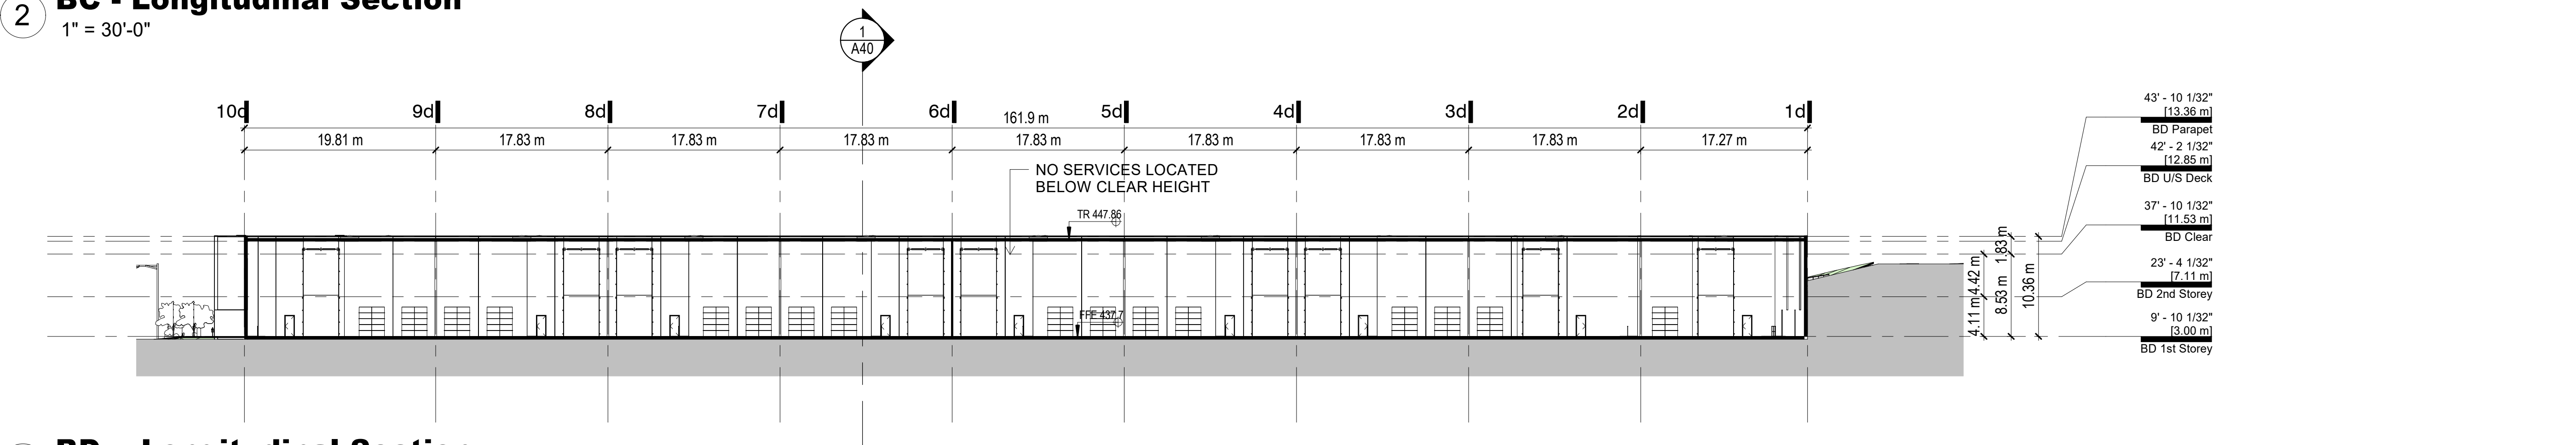 2
BC - Longitudinal Section
1" = 30'-0"
1
A40
10d 9d 8d 7d 6d 5d 4d 3d 2d 1d
161.9 m
19.81 m 17.83 m 17.83 m 17.83 m 17.83 m 17.83 m 17.83 m 17.83 m 17.27 m
NO SERVICES LOCATED
BELOW CLEAR HEIGHT
TR 447.86
FFE 437.7
4.11 m 4.42 m
8.53 m 1.83 m
10.36 m
43' - 10 1/32"
[13.36 m]
BD Parapet
42' - 2 1/32"
[12.85 m]
BD U/S Deck
37' - 10 1/32"
[11.53 m]
BD Clear
23' - 4 1/32"
[7.11 m]
BD 2nd Storey
9' - 10 1/32"
[3.00 m]
BD 1st Storey
BD - Longitudinal Section